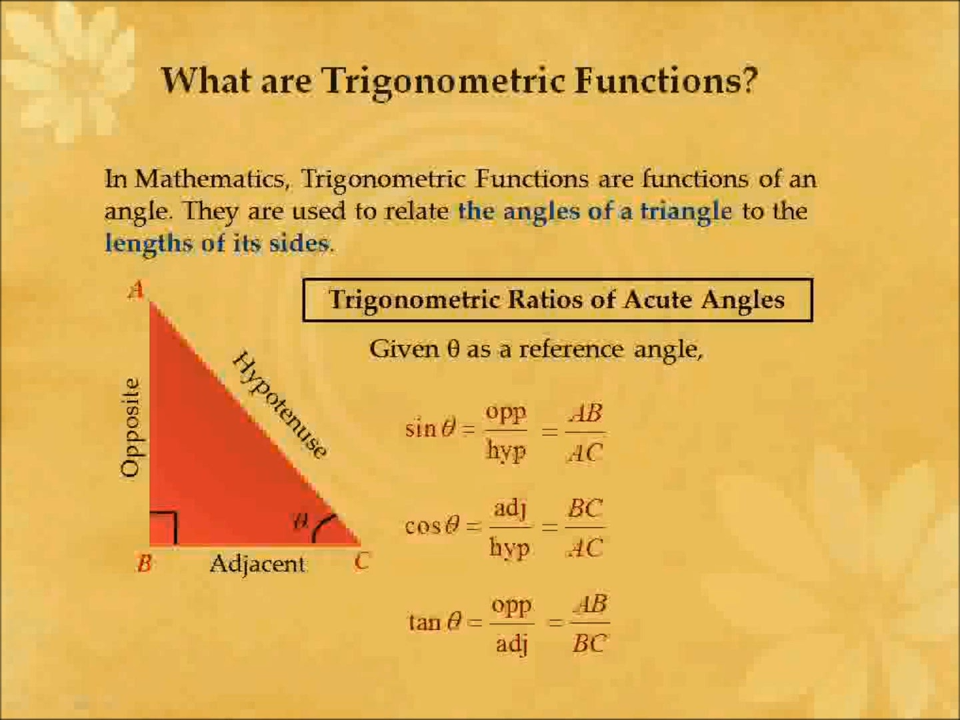 What are Trigonometric Functions?
In Mathematics, Trigonometric Functions are functions of an
angle. They are used to relate the angles of a triangle to the
lengths of its sides.
A
Trigonometric Ratios of Acute Angles
Given θ as a reference angle,
Opposite
Hypotenuse
sin θ = opp/hyp = AB/AC
θ
cos θ = adj/hyp = BC/AC
B
Adjacent
C
tan θ = opp/adj = AB/BC